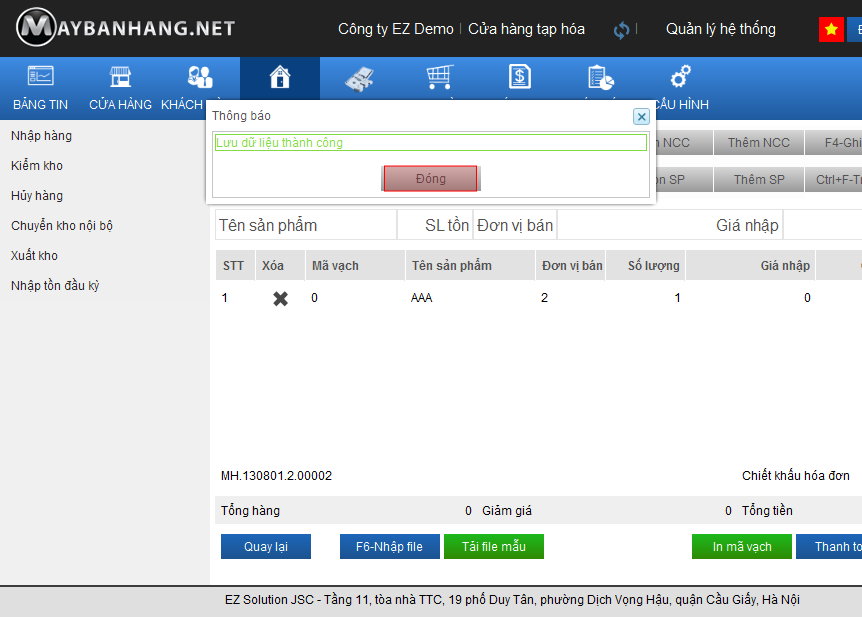 MAYBANHANG.NET
Công ty EZ Demo | Cửa hàng tạp hóa | Quản lý hệ thống
BẢNG TIN CỬA HÀNG KHÁCH
Thông báo
Lưu dữ liệu thành công
Đóng
NCC Thêm NCC F4-Ghi
SP Thêm SP
Nhập hàng
Kiểm kho
Hủy hàng
Chuyển kho nội bộ
Xuất kho
Nhập tồn đầu kỳ
Tên sản phẩm SL tồn Đơn vị bán Giá nhập
STT Xóa Mã vạch Tên sản phẩm Đơn vị bán Số lượng Giá nhập
1 0 AAA 2 1 0
MH.130801.2.00002 Chiết khấu hóa đơn
Tổng hàng 0 Giảm giá 0 Tổng tiền
Quay lại F6-Nhập file Tải file mẫu In mã vạch Thanh
EZ Solution JSC - Tầng 11, tòa nhà TTC, 19 phố Duy Tân, phường Dịch Vọng Hậu, quận Cầu Giấy, Hà Nội